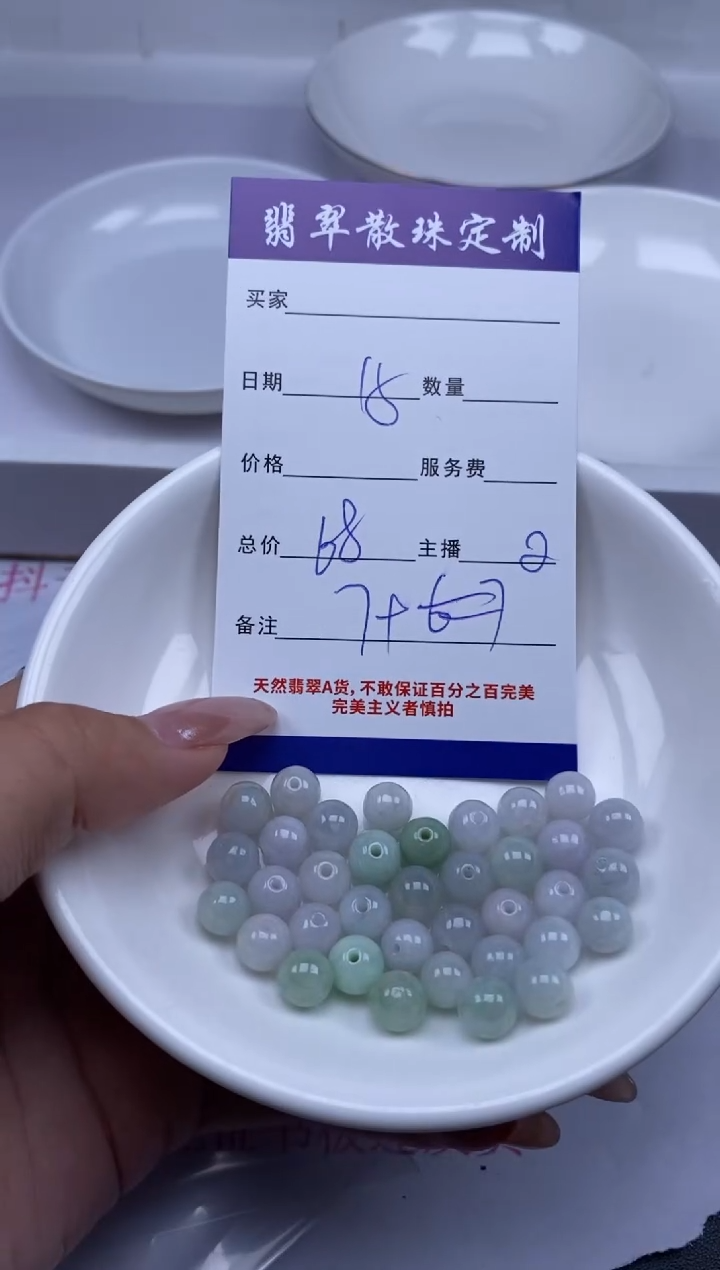 翡翠散珠定制
买家
日期 18 数量
价格 服务费
总价 68 主播 2
备注 7+
天然翡翠A货,不敢保证百分之百完美
完美主义者慎拍